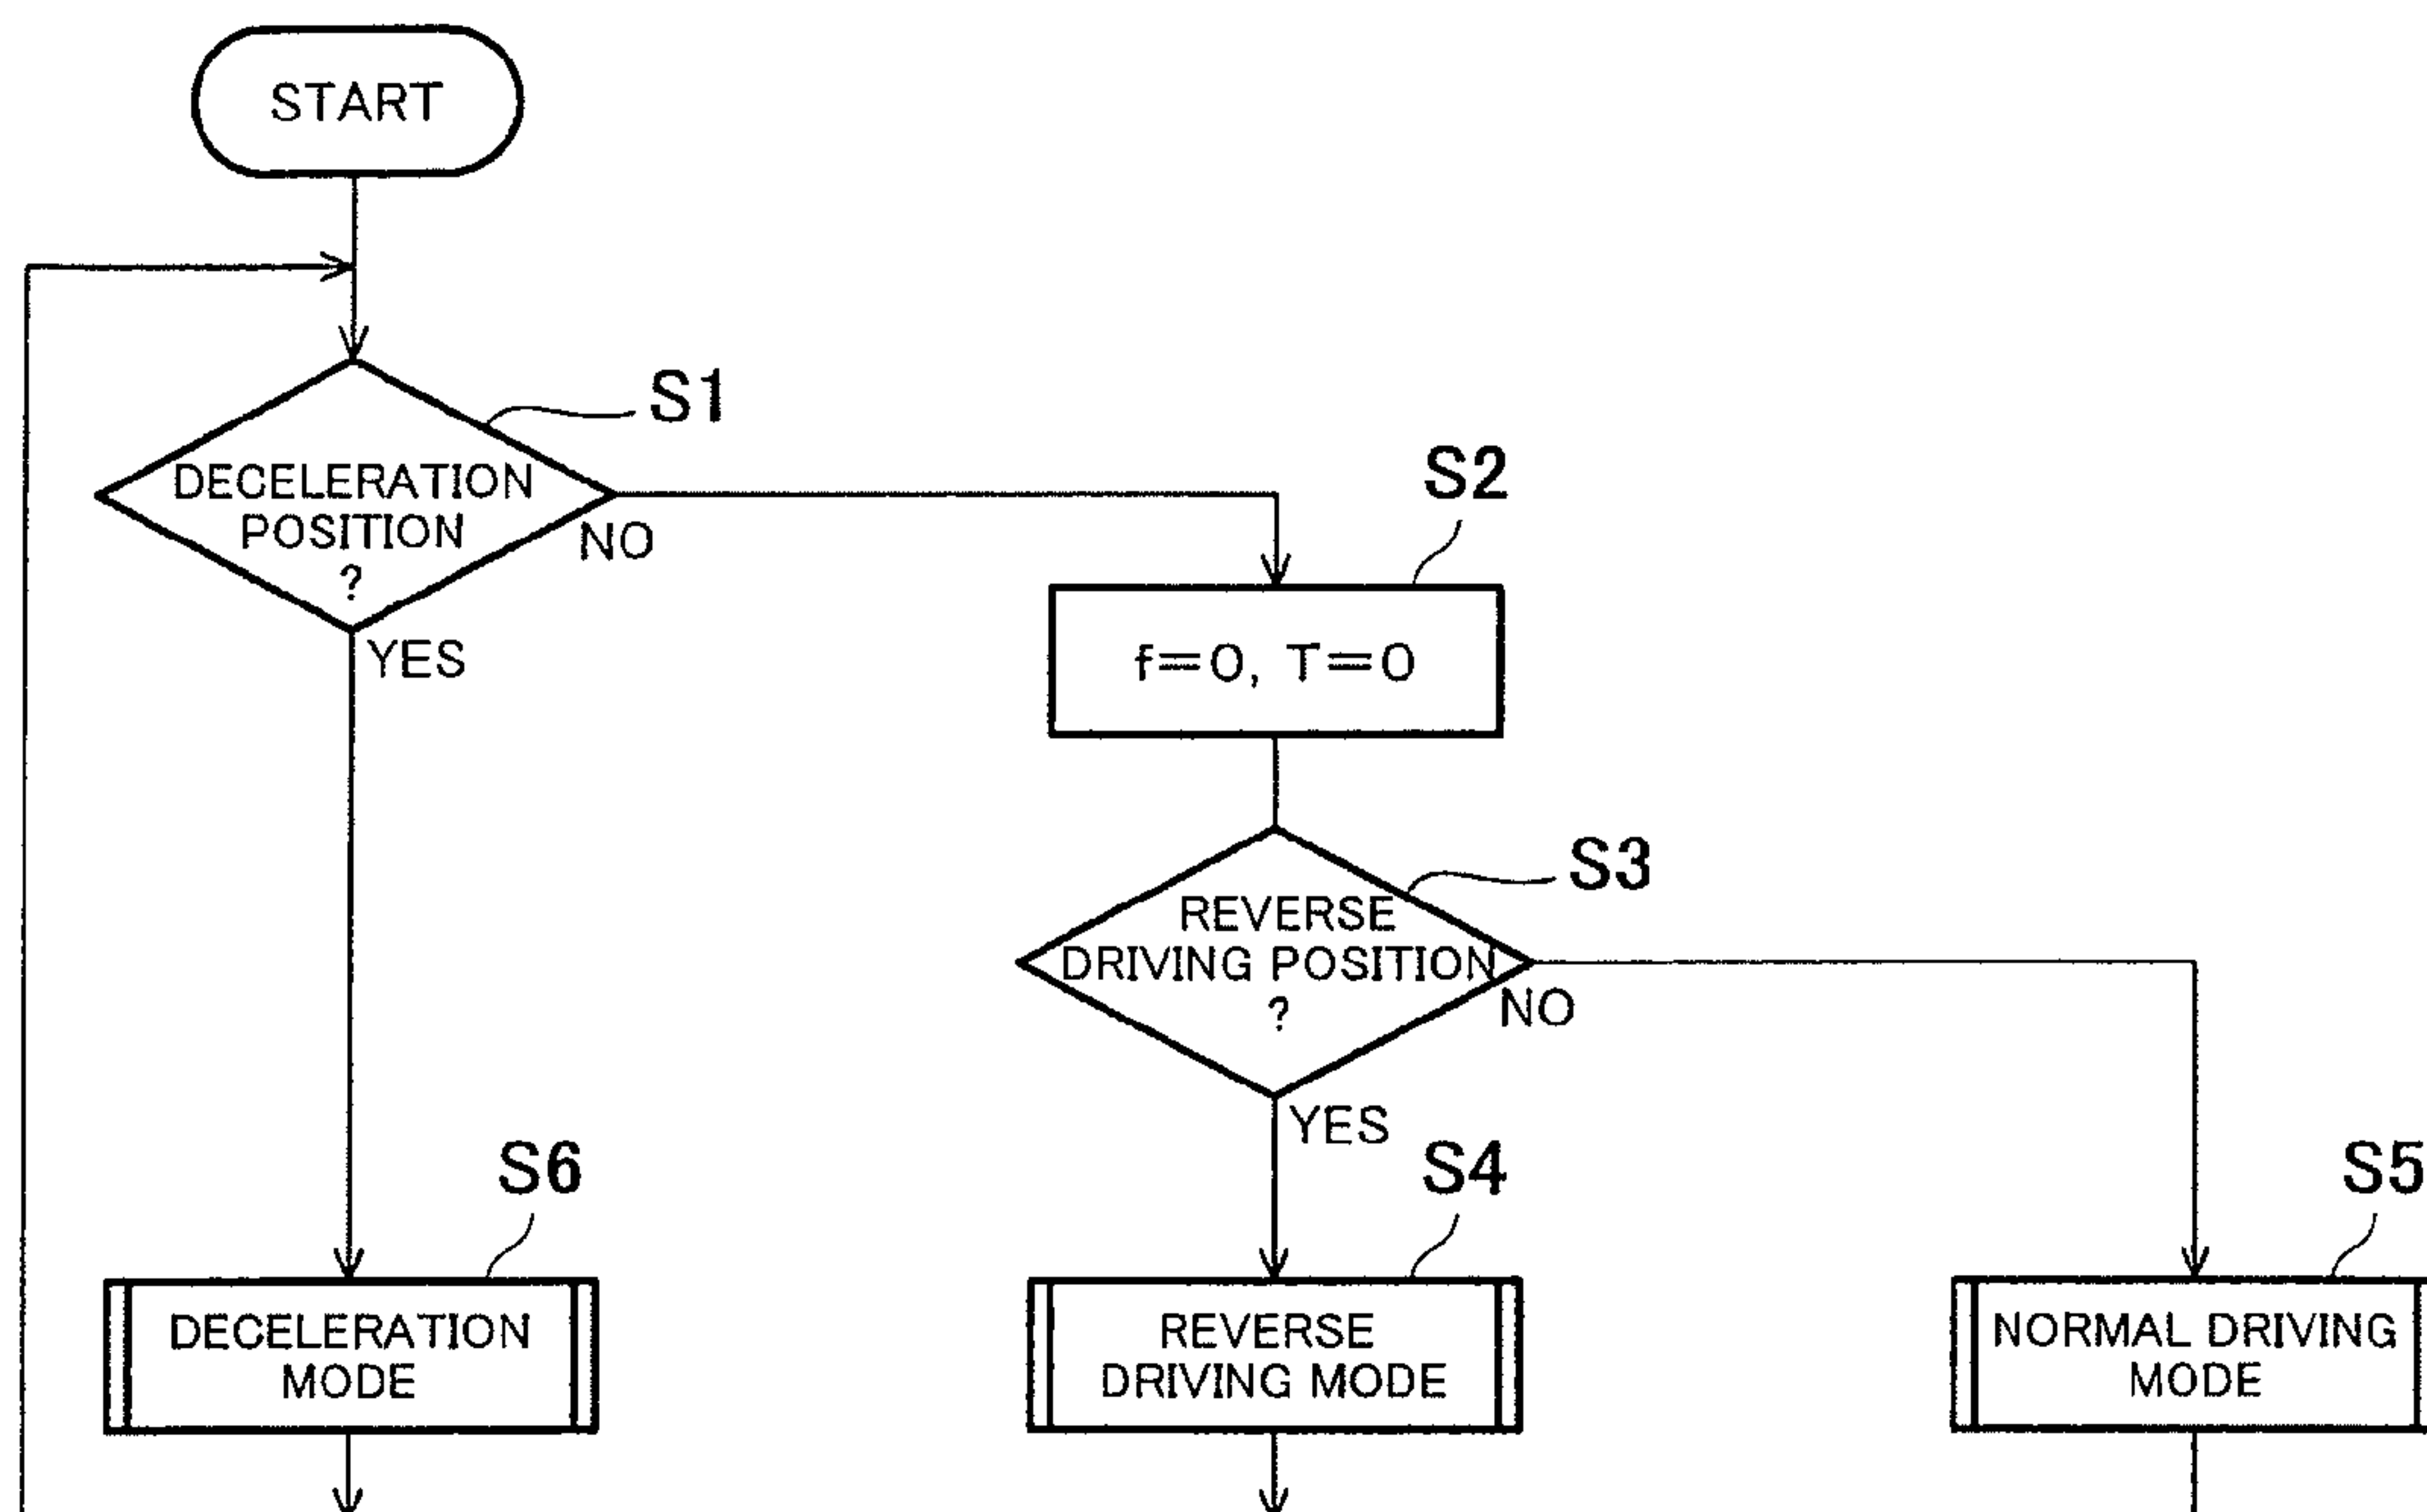 START
S1
DECELERATION
POSITION
?
NO
YES
S2
f=0, T=0
S3
REVERSE
DRIVING POSITION
?
NO
YES
S6
DECELERATION
MODE
S4
REVERSE
DRIVING MODE
S5
NORMAL DRIVING
MODE